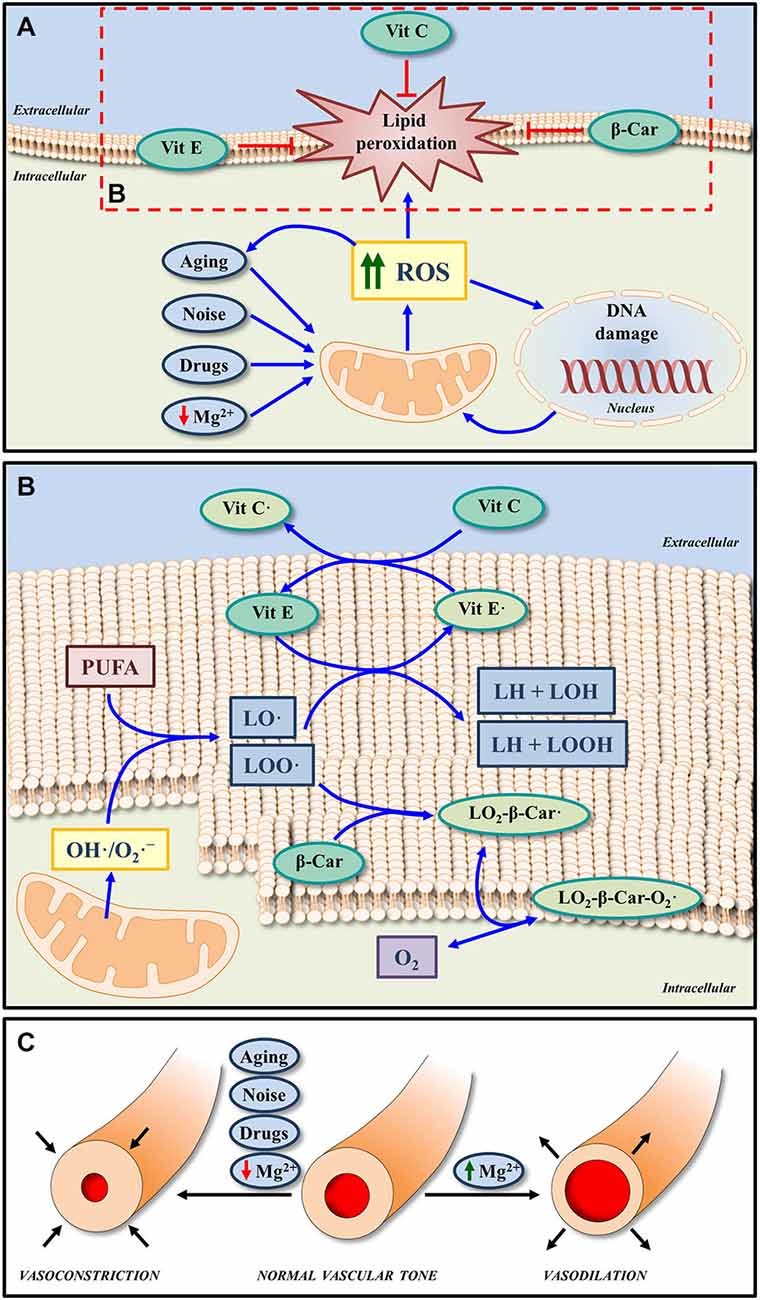 A
Vit C
Extracellular
Lipid
peroxidation
Vit E
β-Car
Intracellular
B
Aging
ROS
Noise
DNA
damage
Drugs
Mg²⁺
Nucleus
B
Vit C·
Vit C
Extracellular
Vit E
Vit E·
PUFA
LH + LOH
LO·
LH + LOOH
LOO·
LO₂-β-Car·
OH·/O₂·⁻
β-Car
LO₂-β-Car-O₂·
O₂
Intracellular
C
Aging
Noise
Drugs
Mg²⁺
Mg²⁺
VASOCONSTRICTION
NORMAL VASCULAR TONE
VASODILATION